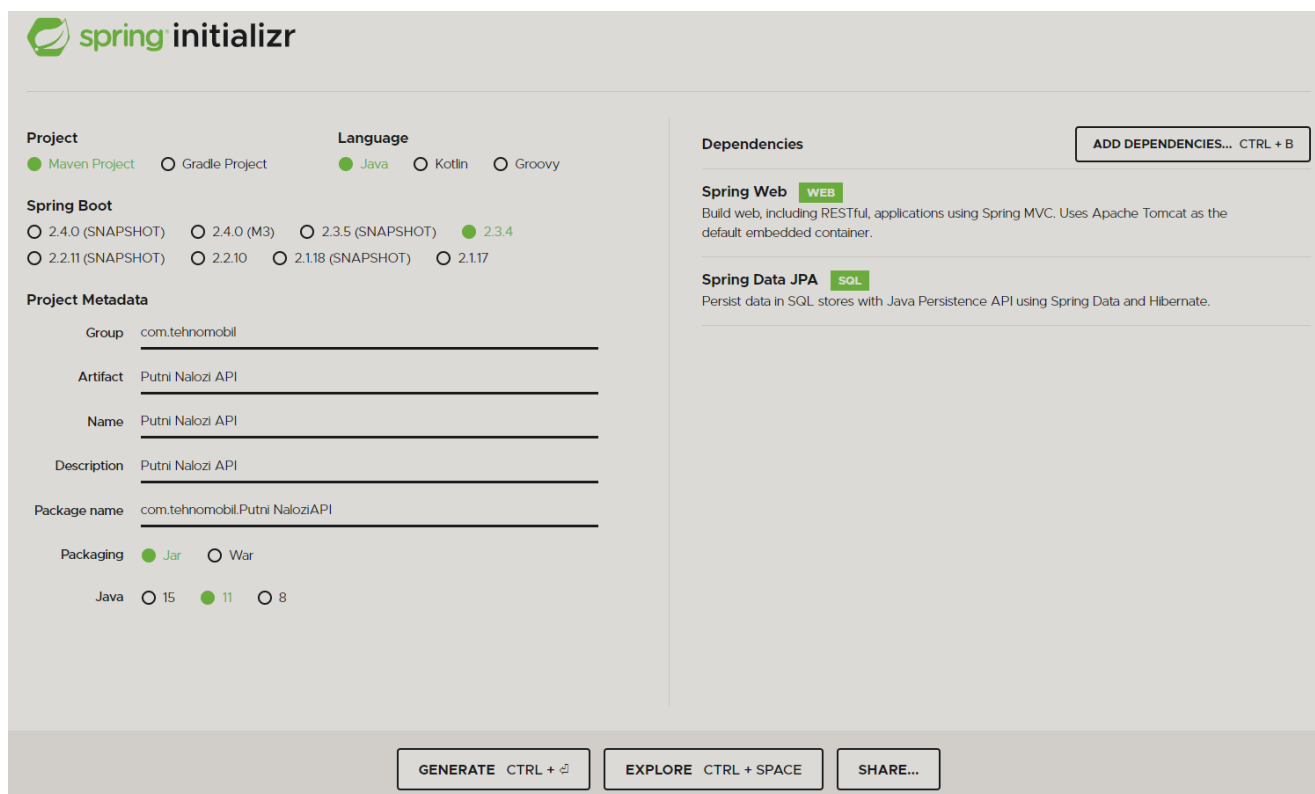 spring initializr
Project
Maven Project Gradle Project
Language
Java Kotlin Groovy
Spring Boot
2.4.0 (SNAPSHOT) 2.4.0 (M3) 2.3.5 (SNAPSHOT) 2.3.4
2.2.11 (SNAPSHOT) 2.2.10 2.1.18 (SNAPSHOT) 2.1.17
Project Metadata
Group com.tehnomobil
Artifact Putni Nalozi API
Name Putni Nalozi API
Description Putni Nalozi API
Package name com.tehnomobil.Putni NaloziAPI
Packaging Jar War
Java 15 11 8
Dependencies
ADD DEPENDENCIES... CTRL + B
Spring Web WEB
Build web, including RESTful, applications using Spring MVC. Uses Apache Tomcat as the
default embedded container.
Spring Data JPA SQL
Persist data in SQL stores with Java Persistence API using Spring Data and Hibernate.
GENERATE CTRL + ⏎
EXPLORE CTRL + SPACE
SHARE...